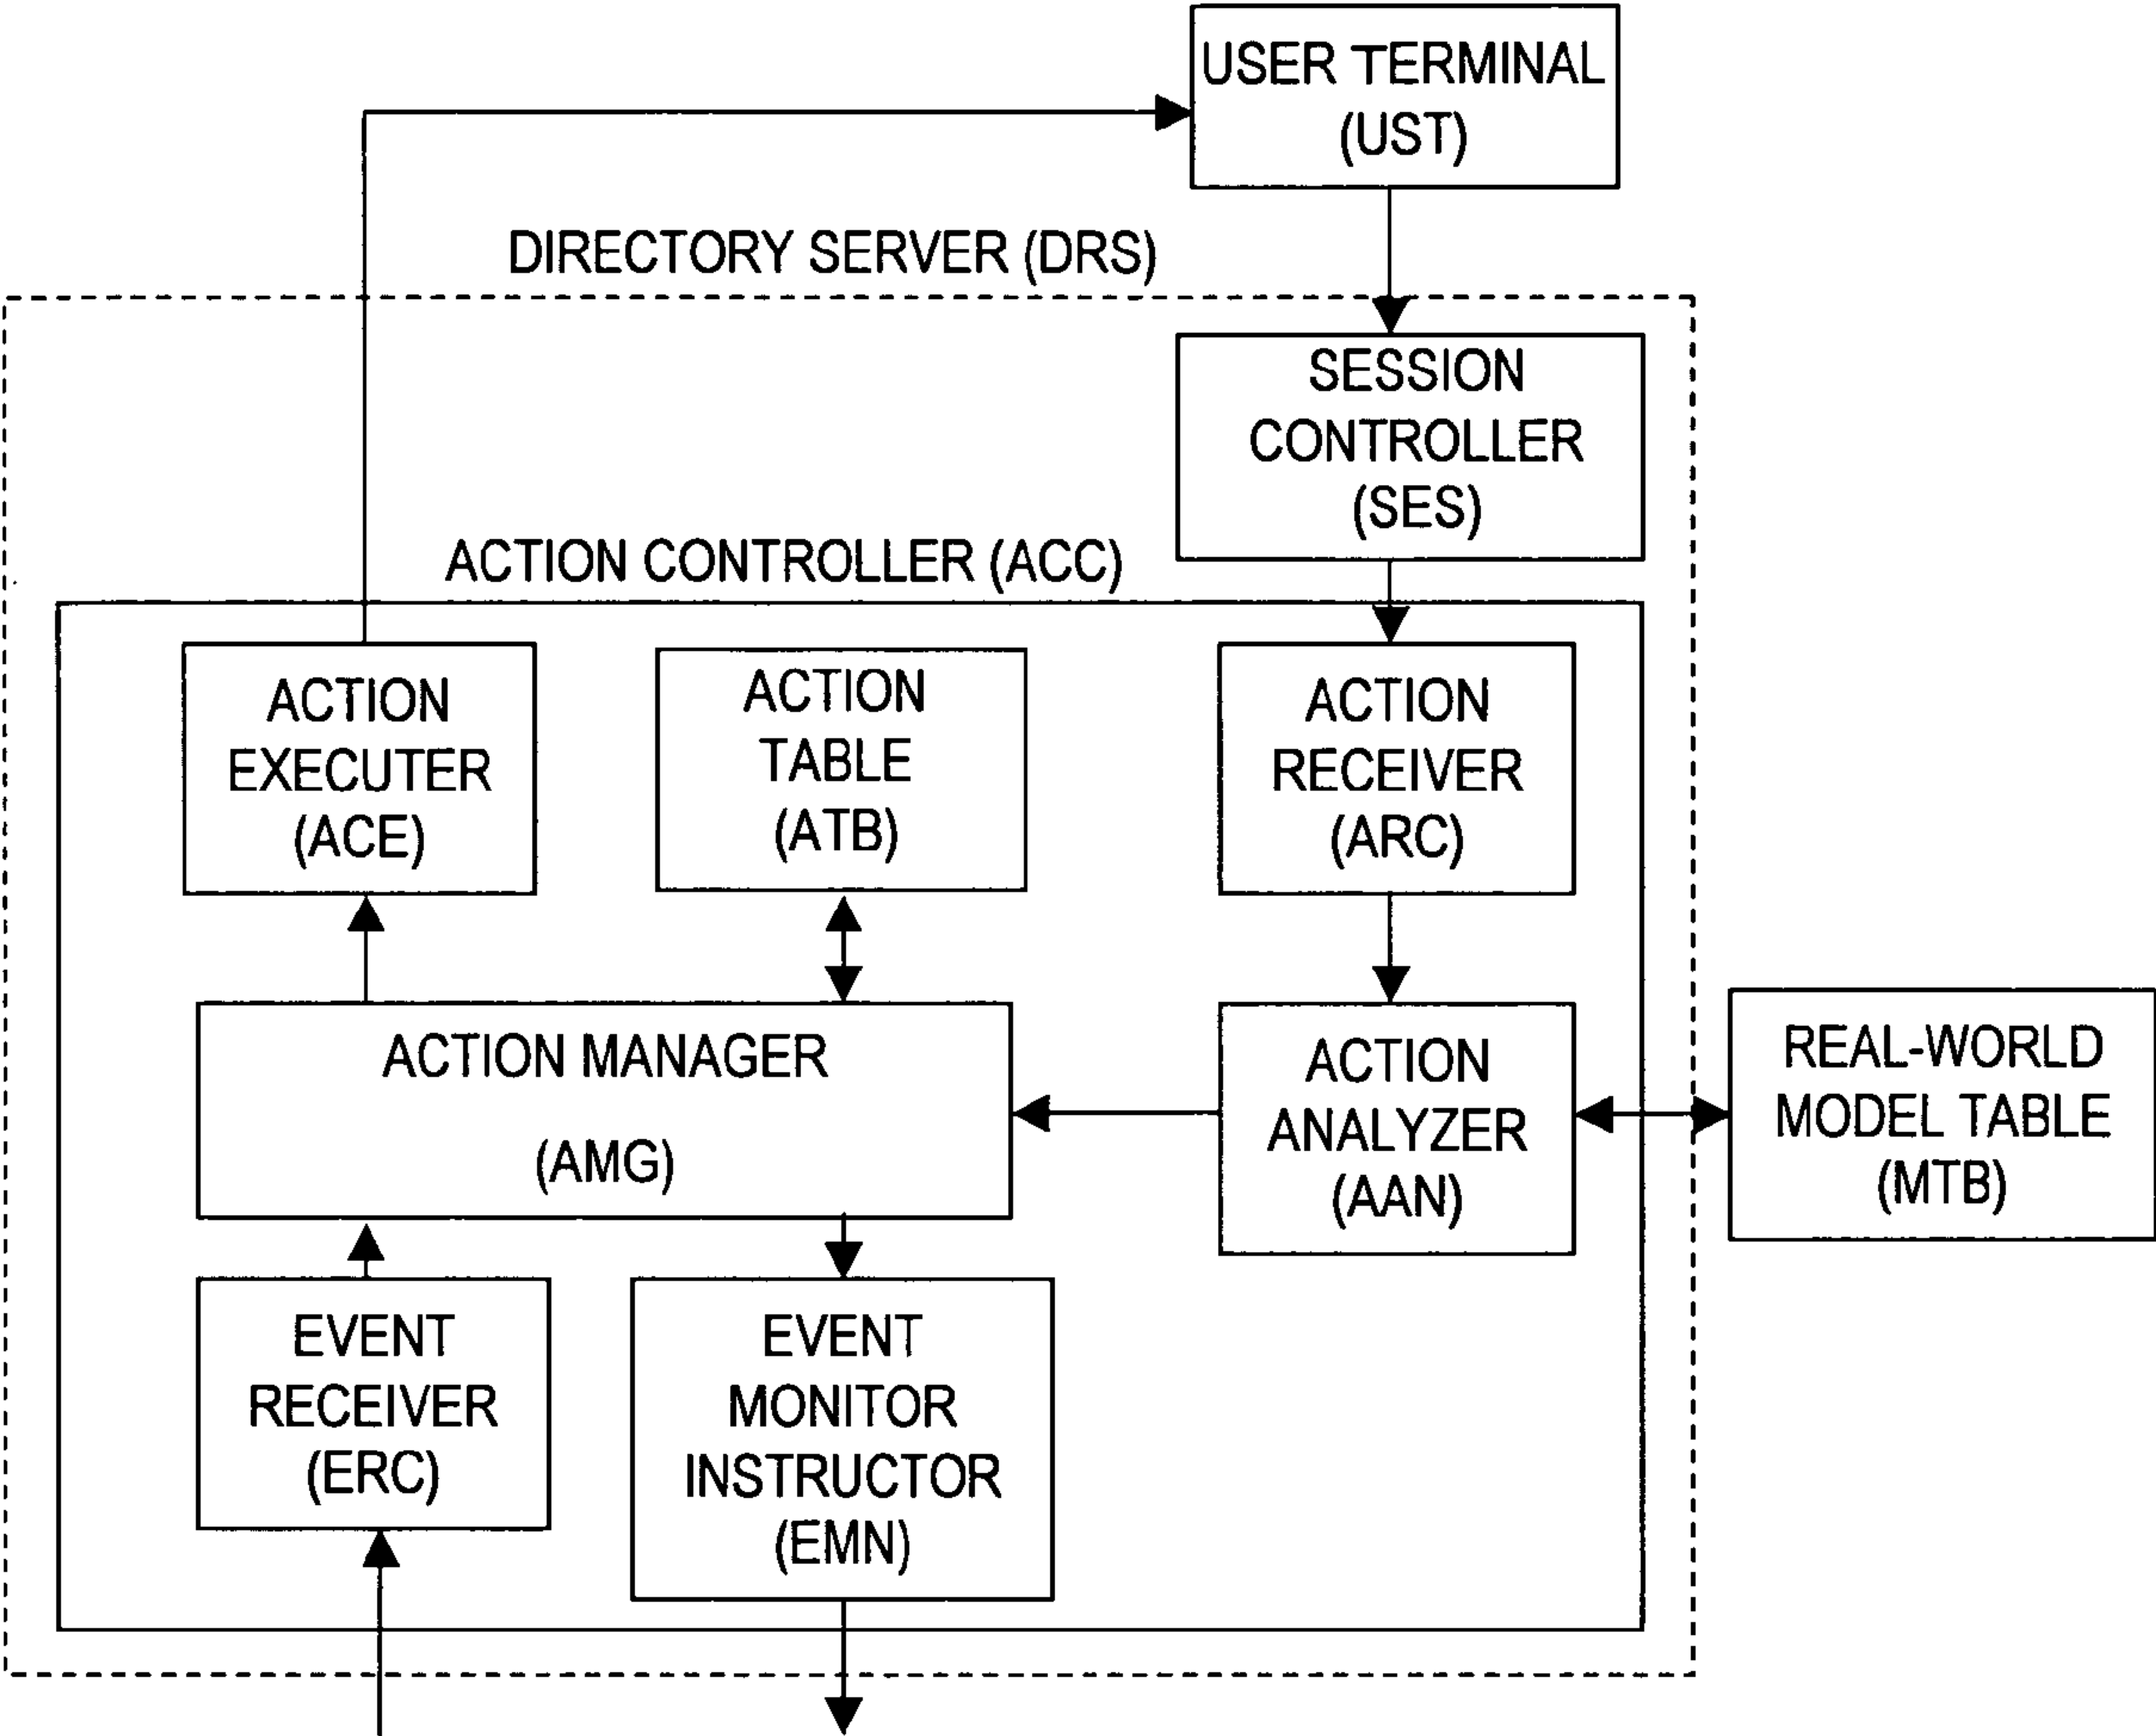 USER TERMINAL
(UST)
DIRECTORY SERVER (DRS)
SESSION
CONTROLLER
(SES)
ACTION CONTROLLER (ACC)
ACTION
EXECUTER
(ACE)
ACTION
TABLE
(ATB)
ACTION
RECEIVER
(ARC)
ACTION MANAGER
(AMG)
ACTION
ANALYZER
(AAN)
REAL-WORLD
MODEL TABLE
(MTB)
EVENT
RECEIVER
(ERC)
EVENT
MONITOR
INSTRUCTOR
(EMN)